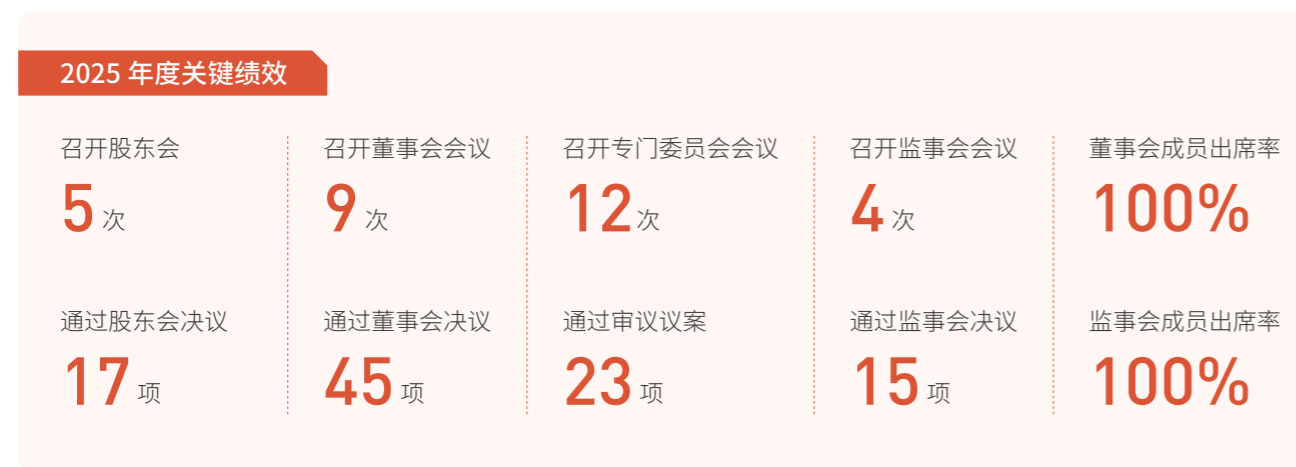 2025 年度关键绩效
召开股东会
5 次
召开董事会会议
9 次
召开专门委员会会议
12 次
召开监事会会议
4 次
董事会成员出席率
100%
通过股东会决议
17 项
通过董事会决议
45 项
通过审议议案
23 项
通过监事会决议
15 项
监事会成员出席率
100%